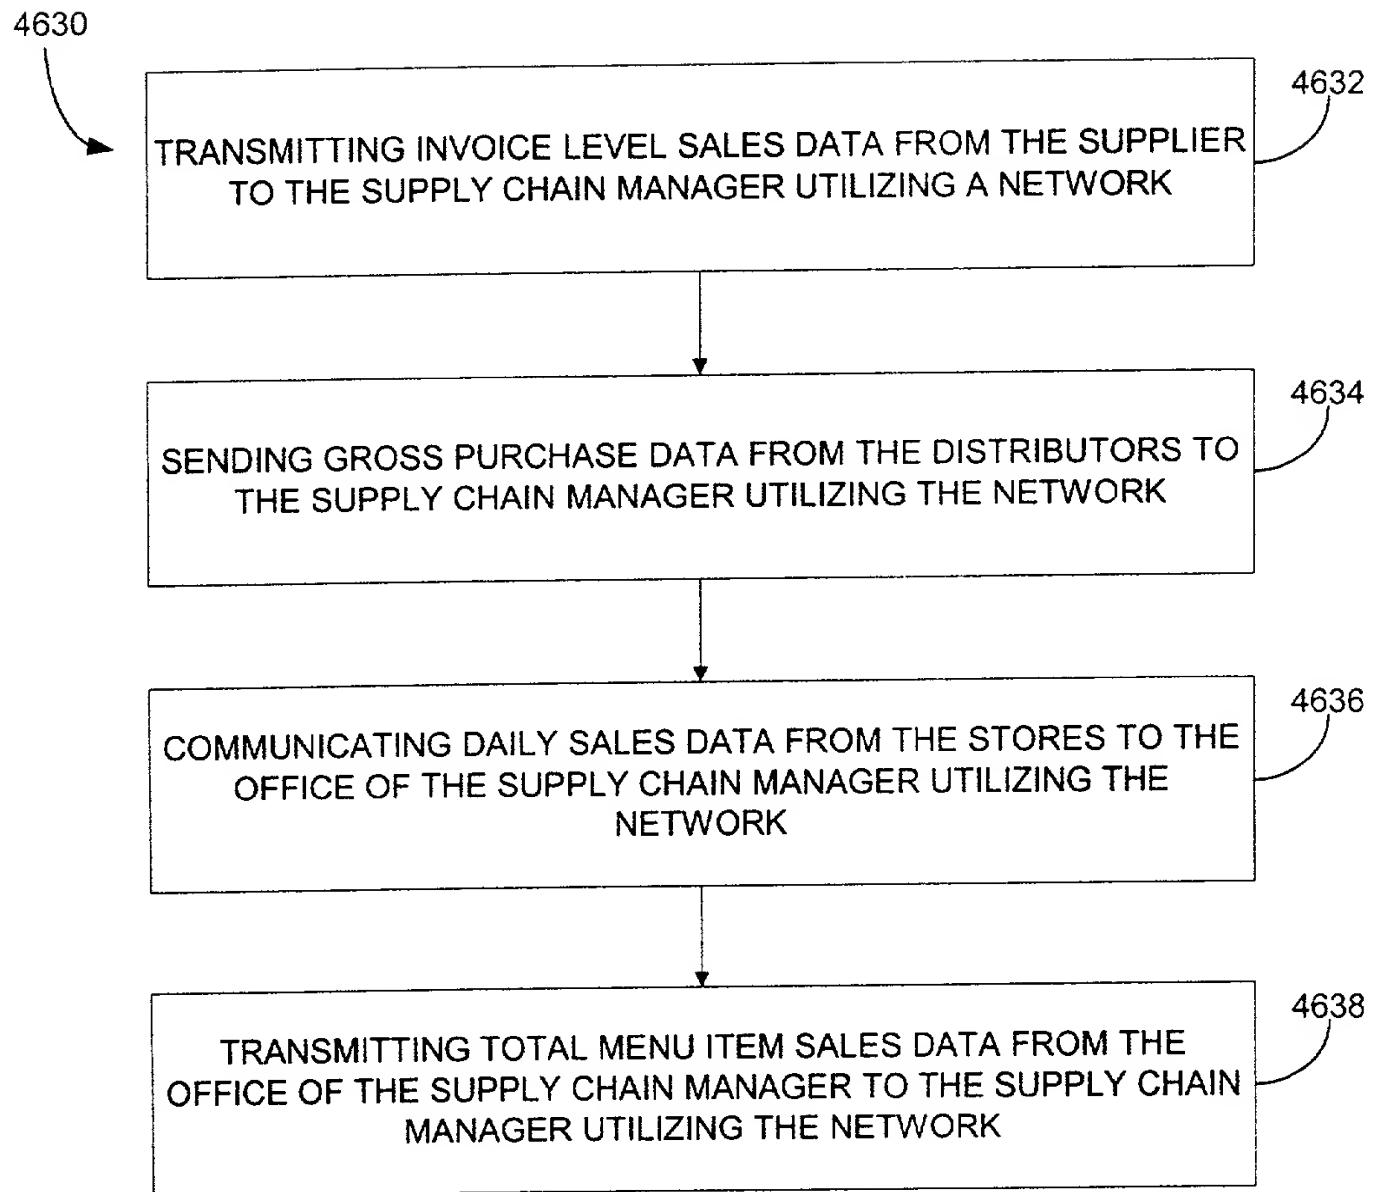 4630
4632
TRANSMITTING INVOICE LEVEL SALES DATA FROM THE SUPPLIER
TO THE SUPPLY CHAIN MANAGER UTILIZING A NETWORK
4634
SENDING GROSS PURCHASE DATA FROM THE DISTRIBUTORS TO
THE SUPPLY CHAIN MANAGER UTILIZING THE NETWORK
4636
COMMUNICATING DAILY SALES DATA FROM THE STORES TO THE
OFFICE OF THE SUPPLY CHAIN MANAGER UTILIZING THE
NETWORK
4638
TRANSMITTING TOTAL MENU ITEM SALES DATA FROM THE
OFFICE OF THE SUPPLY CHAIN MANAGER TO THE SUPPLY CHAIN
MANAGER UTILIZING THE NETWORK